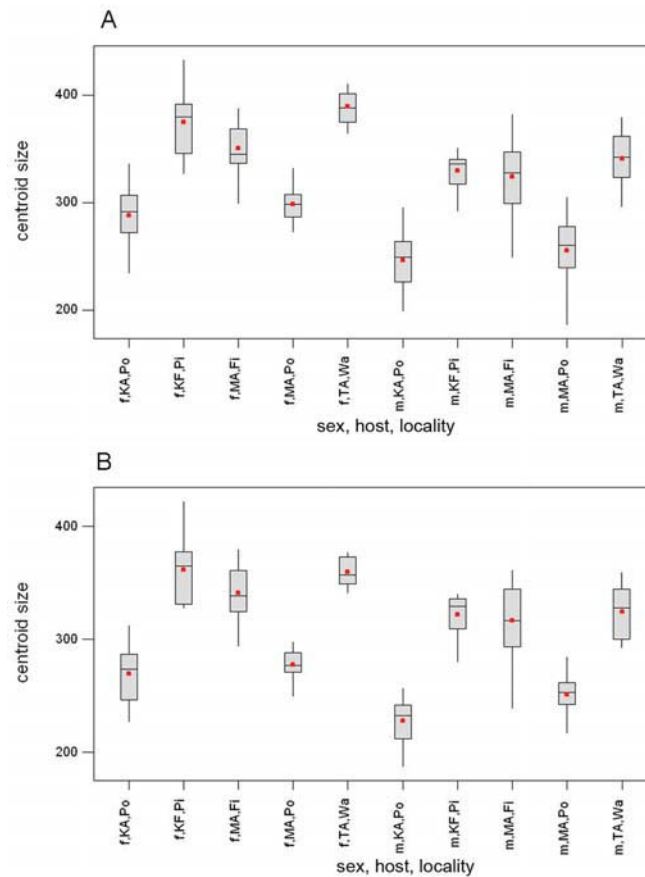 A
centroid size
400
300
200
f,KA,Po
f,KF,Pi
f,MA,Fi
f,MA,Po
f,TA,Wa
m,KA,Po
m,KF,Pi
m,MA,Fi
m,MA,Po
m,TA,Wa
sex, host, locality
B
centroid size
400
300
200
f,KA,Po
f,KF,Pi
f,MA,Fi
f,MA,Po
f,TA,Wa
m,KA,Po
m,KF,Pi
m,MA,Fi
m,MA,Po
m,TA,Wa
sex, host, locality